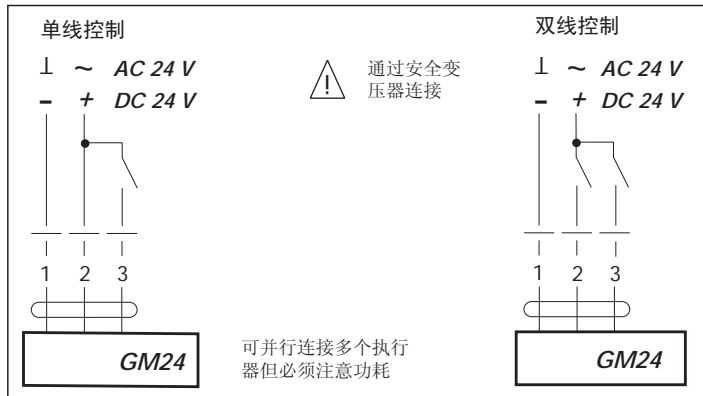 单线控制
⊥ ~ AC 24 V
– + DC 24 V
1 2 3
GM24
通过安全变
压器连接
可并行连接多个执行
器但必须注意功耗
双线控制
⊥ ~ AC 24 V
– + DC 24 V
1 2 3
GM24